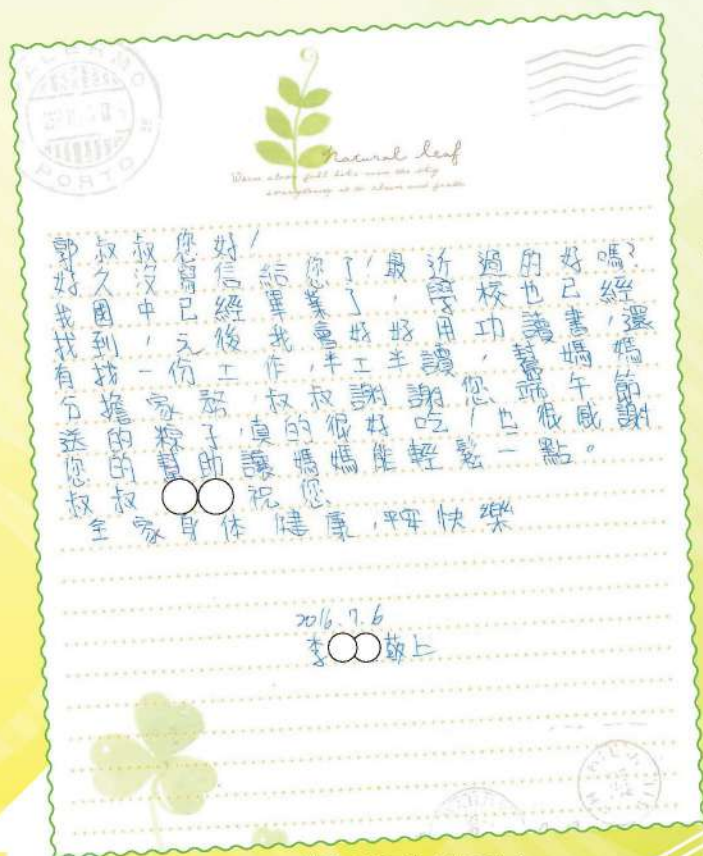 Natural leaf
郭叔叔您好!
好久沒寫信給您了,最近過的好嗎?
我國中已經畢業了,學校也已經
找到,之後我會好好用功讀書,還
有找一份工作,半工半讀,幫媽媽
分擔家務,叔叔謝謝您端午節
送的粽子,真的很好吃!也很感謝
您的幫助讓媽媽能輕鬆一點。
叔叔○○祝您
全家身体健康,平安快樂
2016.7.6
李○○敬上